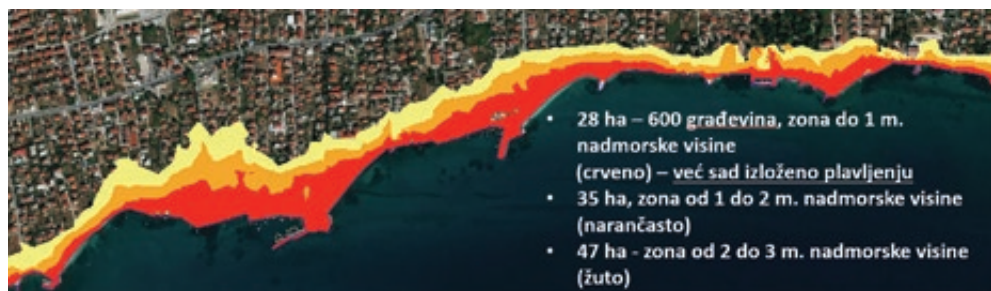 • 28 ha – 600 građevina, zona do 1 m.
nadmorske visine
(crveno) – već sad izloženo plavljenju
• 35 ha, zona od 1 do 2 m. nadmorske visine
(narančasto)
• 47 ha - zona od 2 do 3 m. nadmorske visine
(žuto)